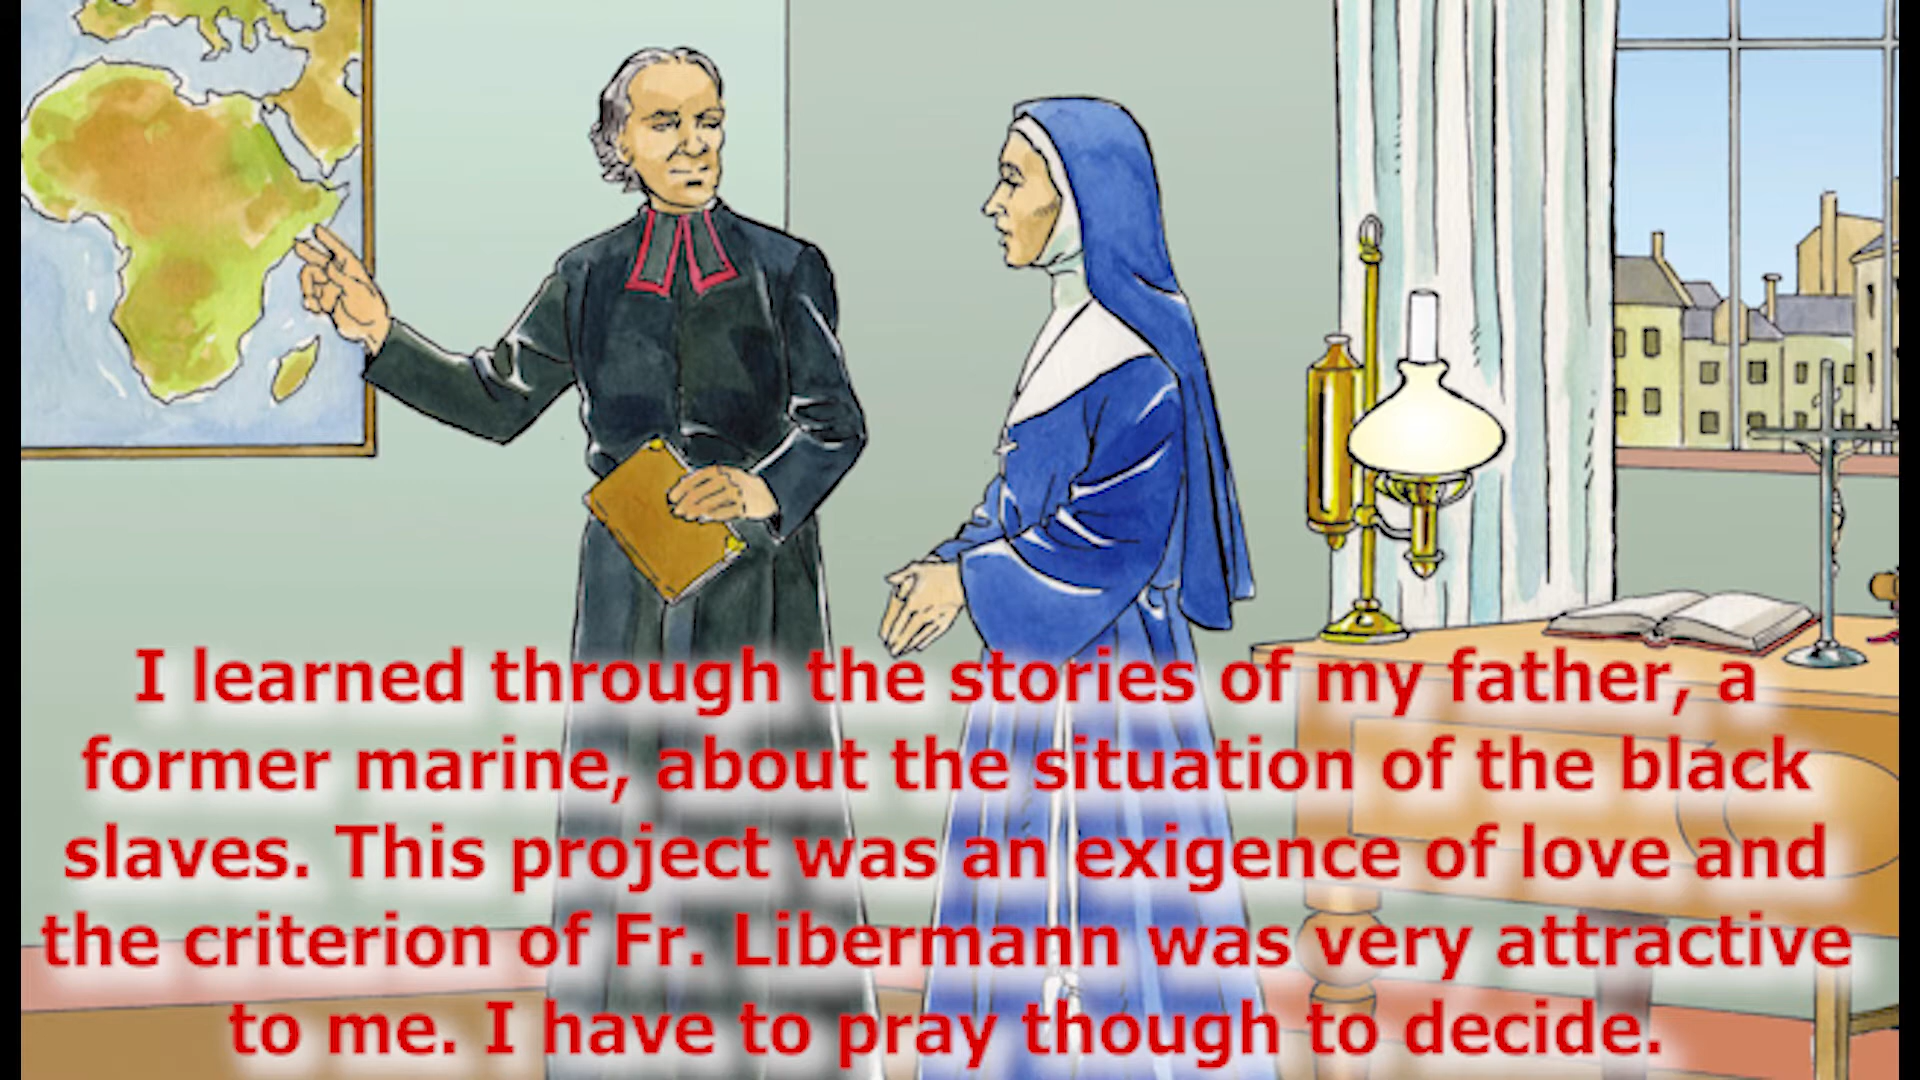 I learned through the stories of my father, a
former marine, about the situation of the black
slaves. This project was an exigence of love and
the criterion of Fr. Libermann was very attractive
to me. I have to pray though to decide.